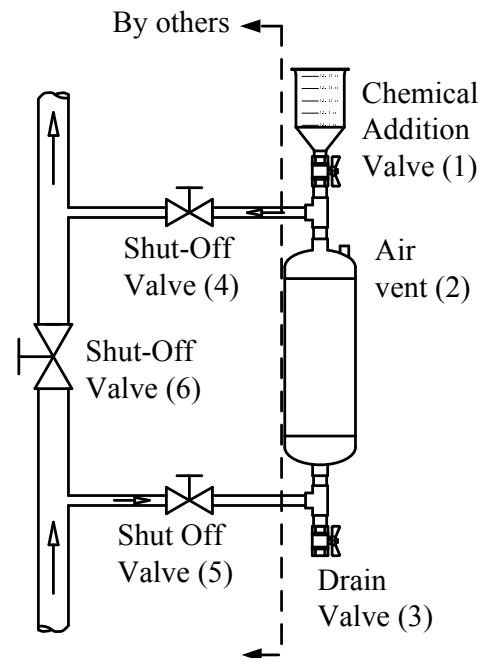 By others
Chemical
Addition
Valve (1)
Shut-Off
Valve (4)
Air
vent (2)
Shut-Off
Valve (6)
Shut Off
Valve (5)
Drain
Valve (3)